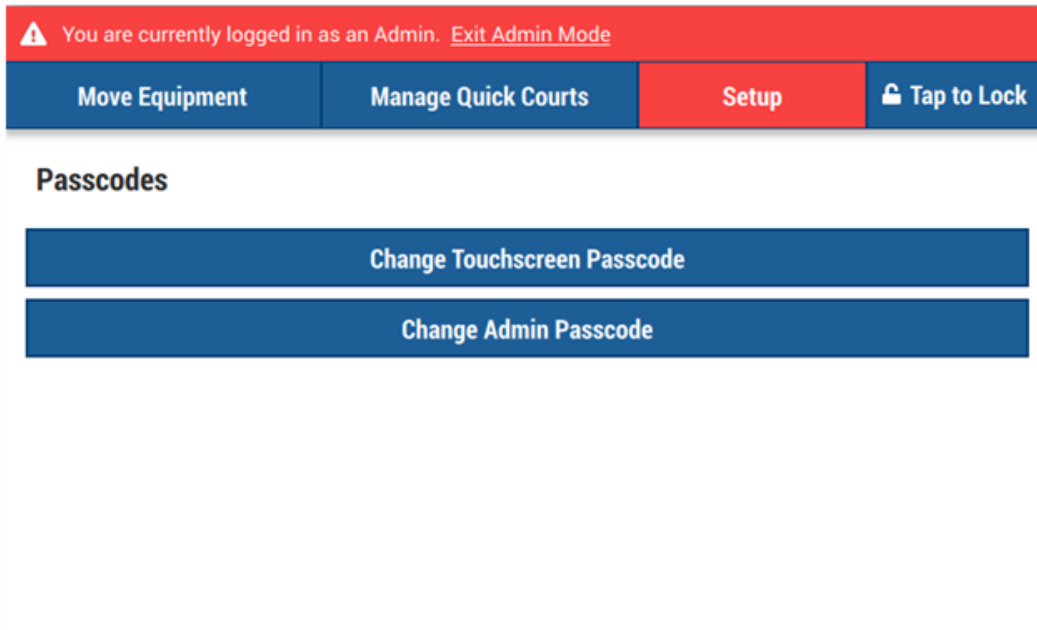 You are currently logged in as an Admin. Exit Admin Mode
Move Equipment Manage Quick Courts Setup Tap to Lock
Passcodes
Change Touchscreen Passcode
Change Admin Passcode